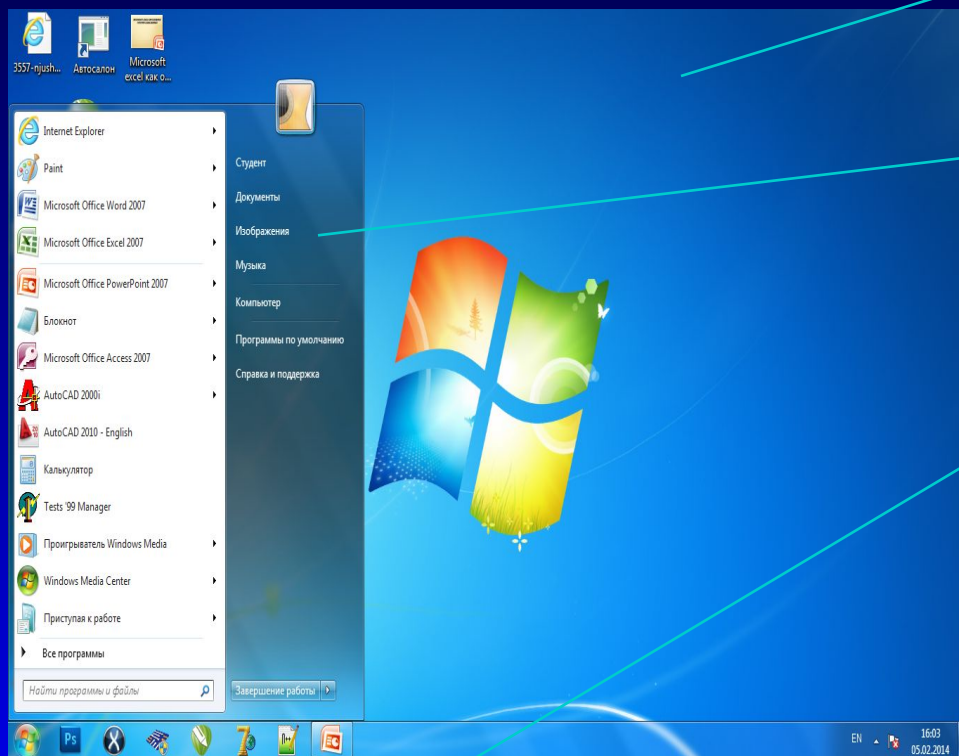 3557-njush...
Автосалон
Microsoft
excel как о...
Internet Explorer
Paint
Microsoft Office Word 2007
Microsoft Office Excel 2007
Microsoft Office PowerPoint 2007
Блокнот
Microsoft Office Access 2007
AutoCAD 2000i
AutoCAD 2010 - English
Калькулятор
Tests '99 Manager
Проигрыватель Windows Media
Windows Media Center
Приступая к работе
Все программы
Найти программы и файлы
Студент
Документы
Изображения
Музыка
Компьютер
Программы по умолчанию
Справка и поддержка
Завершение работы
Ps
EN
16:03
05.02.2014